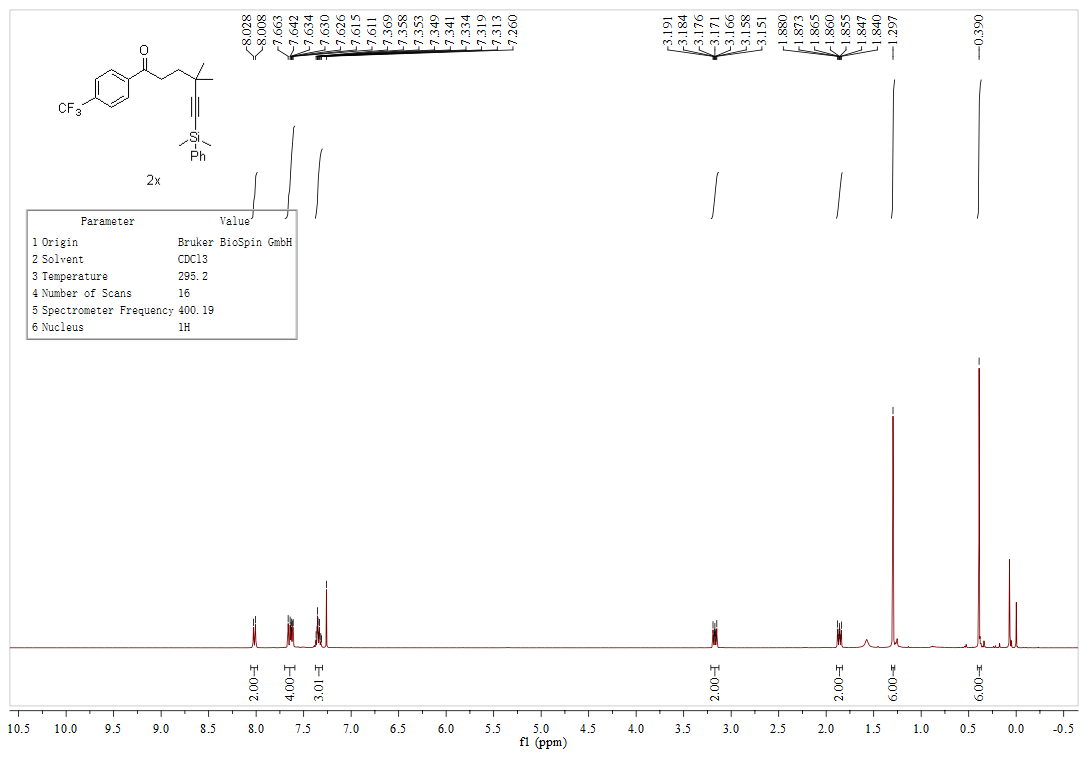 8.028
8.008
7.663
7.642
7.634
7.630
7.626
7.615
7.611
7.369
7.358
7.353
7.349
7.341
7.334
7.319
7.313
7.260
3.191
3.184
3.176
3.171
3.166
3.158
3.151
1.880
1.873
1.865
1.860
1.855
1.847
1.840
1.297
0.390
O
CF3
Si
Ph
2x
Parameter Value
1 Origin Bruker BioSpin GmbH
2 Solvent CDCl3
3 Temperature 295.2
4 Number of Scans 16
5 Spectrometer Frequency 400.19
6 Nucleus 1H
2.00
4.00
3.01
2.00
2.00
6.00
6.00
10.5 10.0 9.5 9.0 8.5 8.0 7.5 7.0 6.5 6.0 5.5 5.0 4.5 4.0 3.5 3.0 2.5 2.0 1.5 1.0 0.5 0.0 -0.5
f1 (ppm)